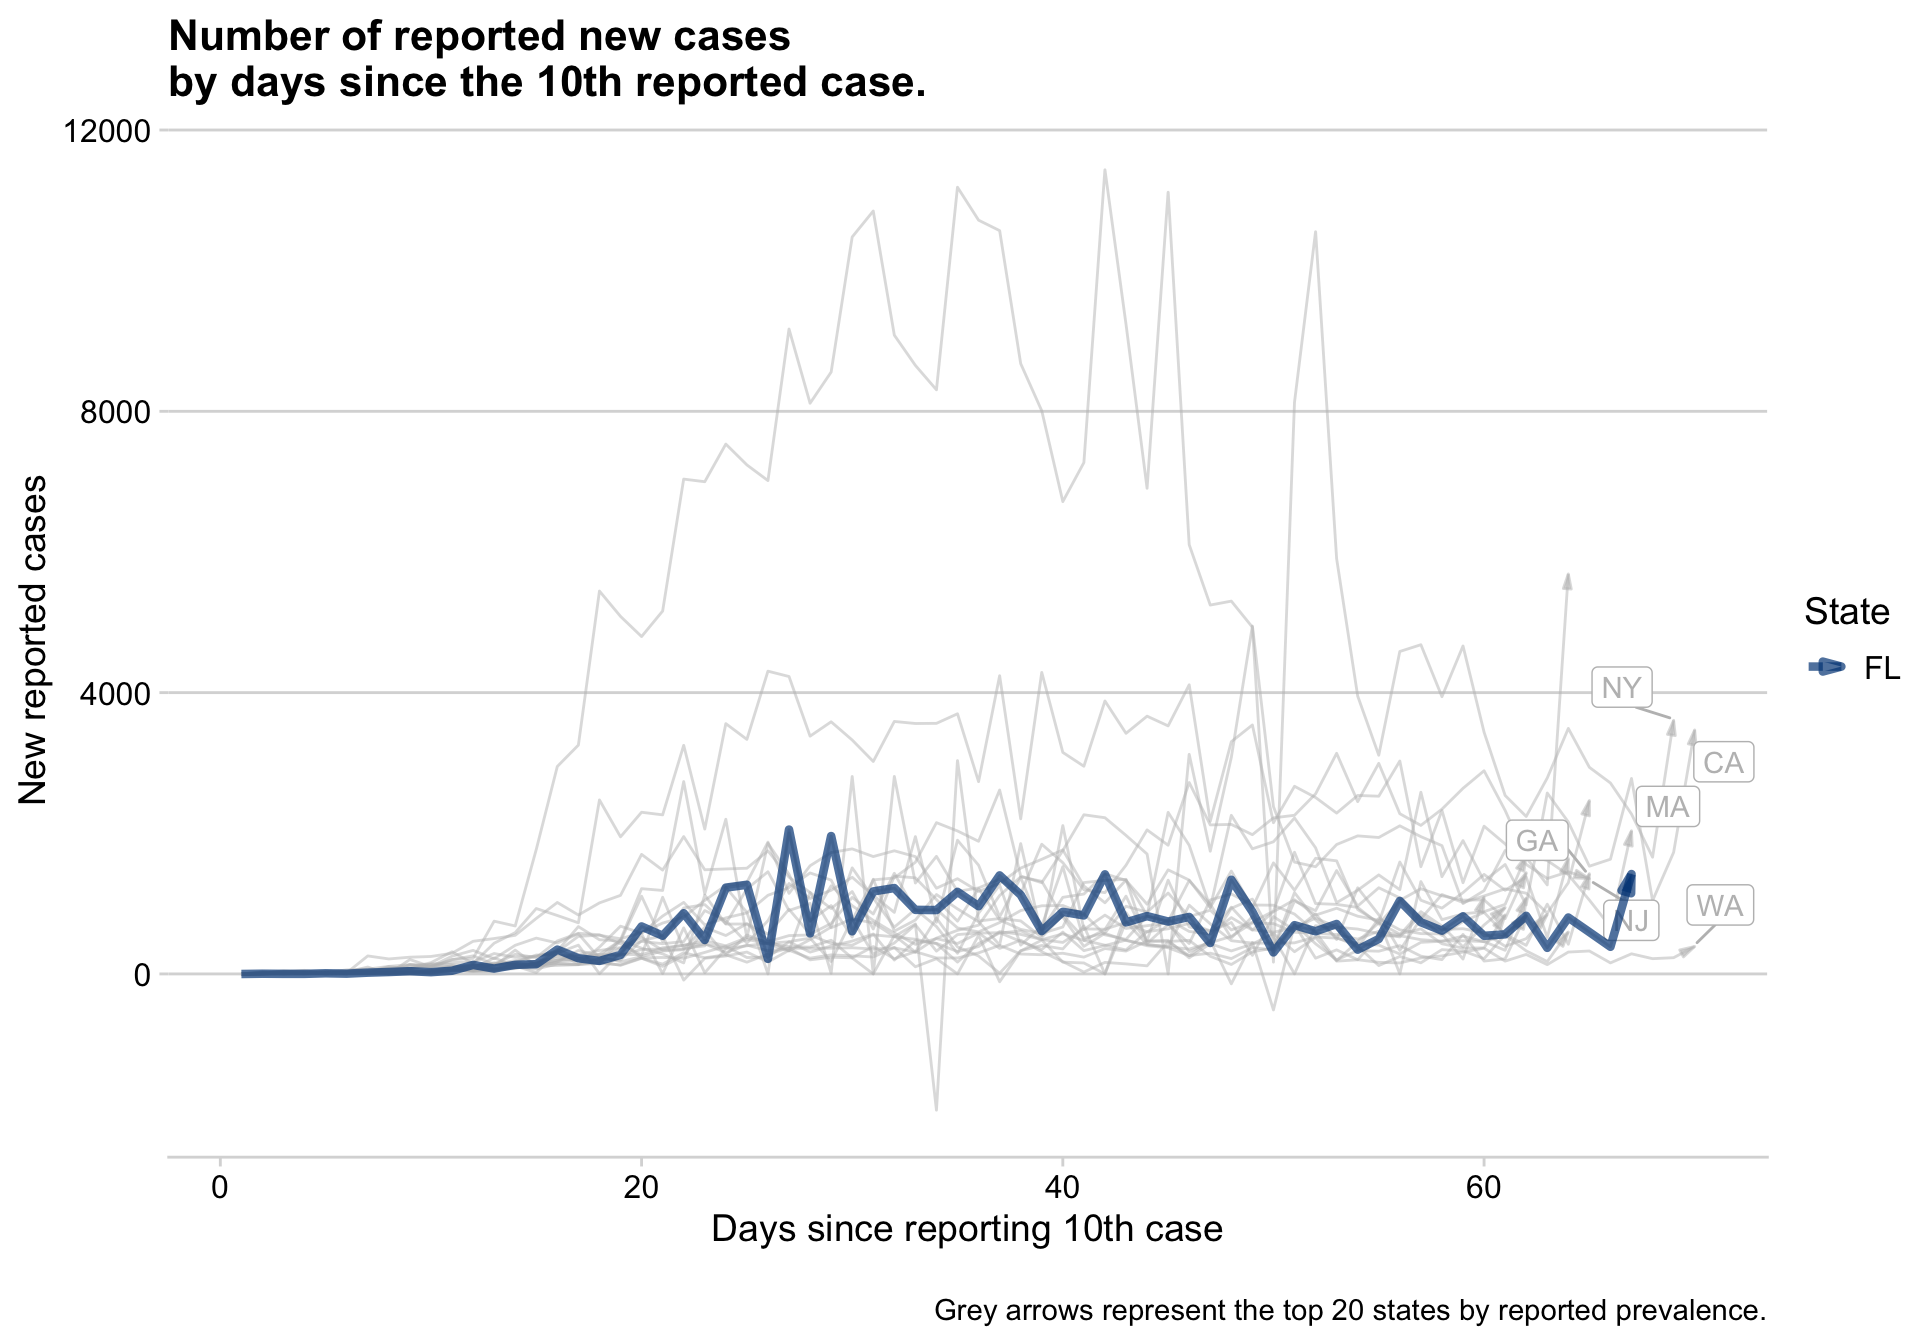 Number of reported new cases
by days since the 10th reported case.
12000
8000
4000
0
New reported cases
NY
CA
MA
GA
NJ
WA
State
FL
0
20
40
60
Days since reporting 10th case
Grey arrows represent the top 20 states by reported prevalence.